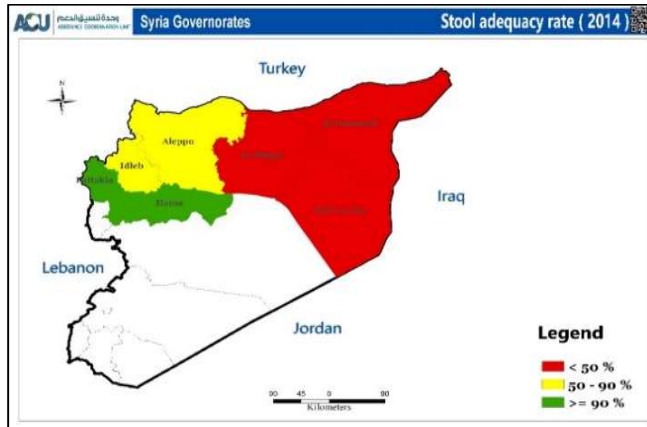 ACU
وحدة تنسيق الدعم
ASSISTANCE COORDINATION UNIT
Syria Governorates
Stool adequacy rate ( 2014 )
Turkey
N
Aleppo
Idleb
Lattakia
Hama
Iraq
Lebanon
Jordan
Legend
< 50 %
50 - 90 %
>= 90 %
90 45 0 90
Kilometers